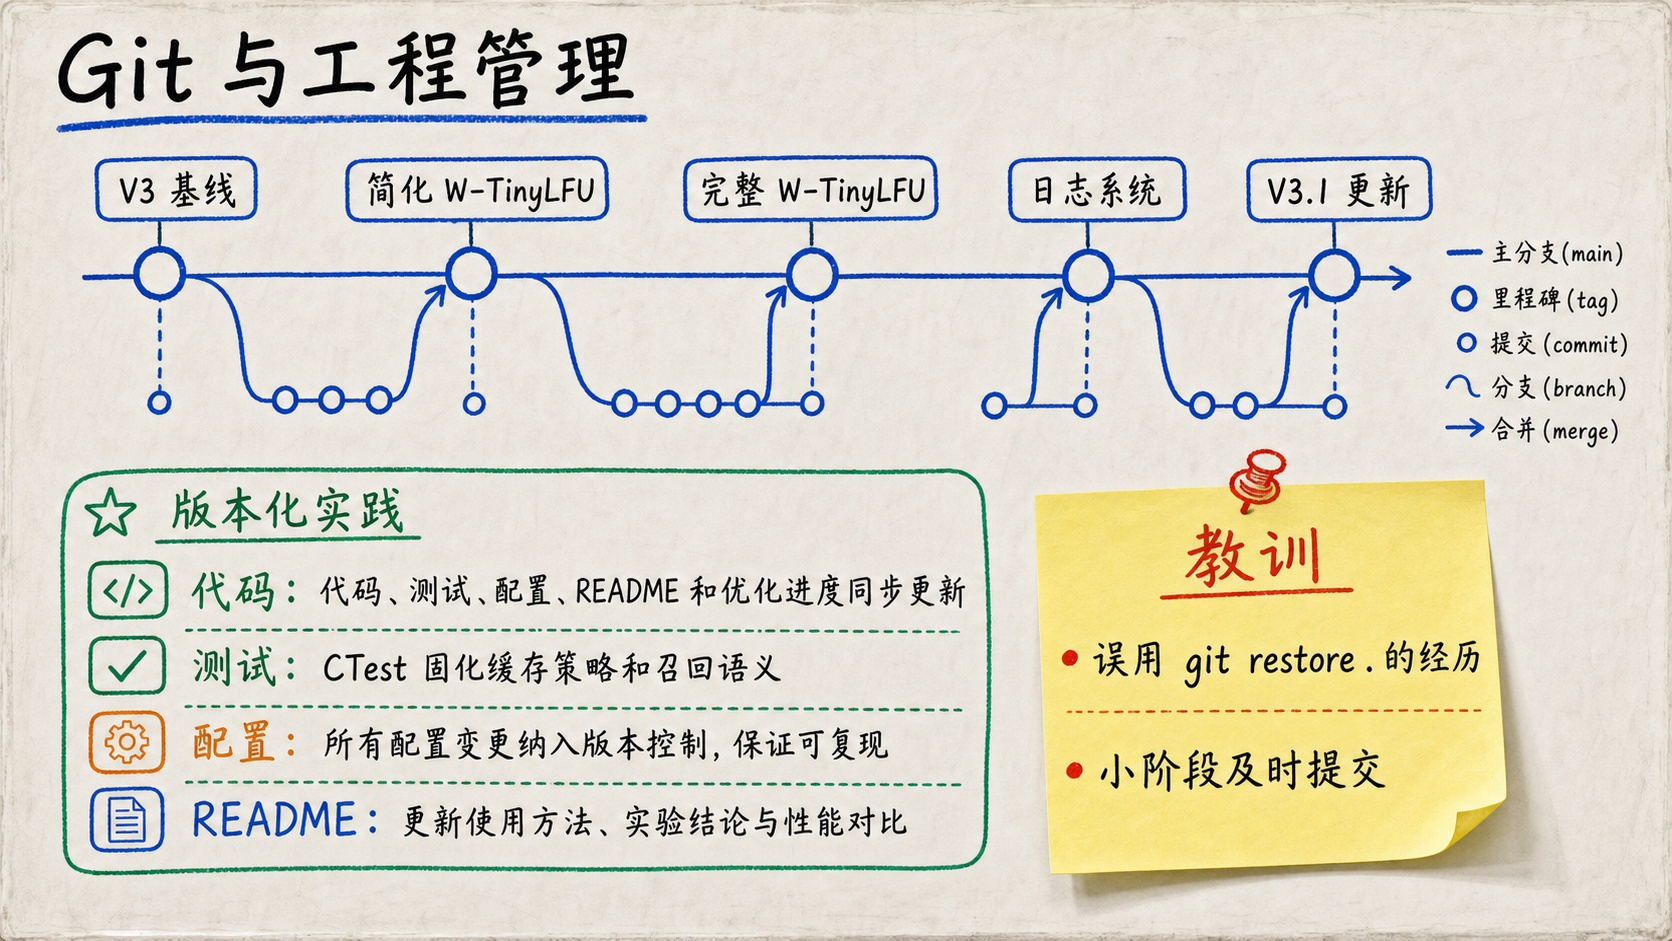 Git 与工程管理
V3 基线
简化 W-TinyLFU
完整 W-TinyLFU
日志系统
V3.1 更新
主分支(main)
里程碑(tag)
提交(commit)
分支(branch)
合并(merge)
版本化实践
</>
代码：代码、测试、配置、README 和优化进度同步更新
测试：CTest 固化缓存策略和召回语义
配置：所有配置变更纳入版本控制, 保证可复现
README：更新使用方法、实验结论与性能对比
教训
误用 git restore . 的经历
小阶段及时提交